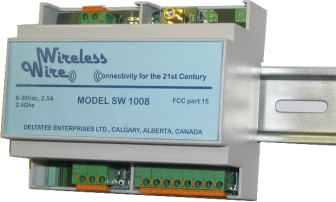 Wireless
Wire
Connectivity for the 21st Century
6-35Vdc, 2.5A
2.4Ghz
MODEL SW 1008
FCC part 15
DELTATEE ENTERPRISES LTD., CALGARY, ALBERTA, CANADA